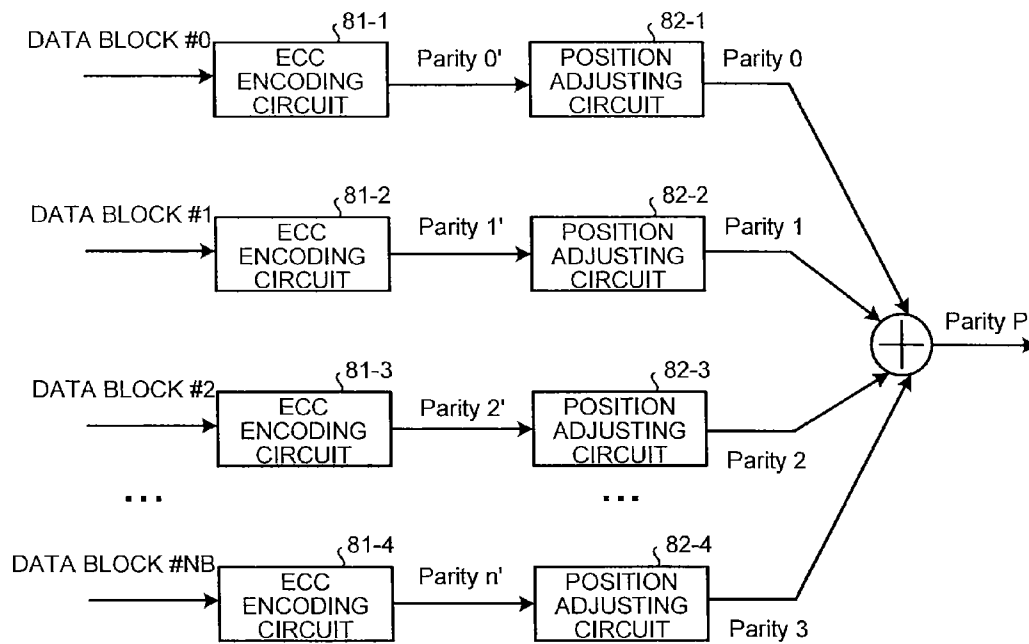 81-1
82-1
DATA BLOCK #0
ECC
ENCODING
CIRCUIT
Parity 0'
POSITION
ADJUSTING
CIRCUIT
Parity 0
81-2
82-2
DATA BLOCK #1
ECC
ENCODING
CIRCUIT
Parity 1'
POSITION
ADJUSTING
CIRCUIT
Parity 1
Parity P
81-3
82-3
DATA BLOCK #2
ECC
ENCODING
CIRCUIT
Parity 2'
POSITION
ADJUSTING
CIRCUIT
Parity 2
...
...
81-4
82-4
DATA BLOCK #NB
ECC
ENCODING
CIRCUIT
Parity n'
POSITION
ADJUSTING
CIRCUIT
Parity 3